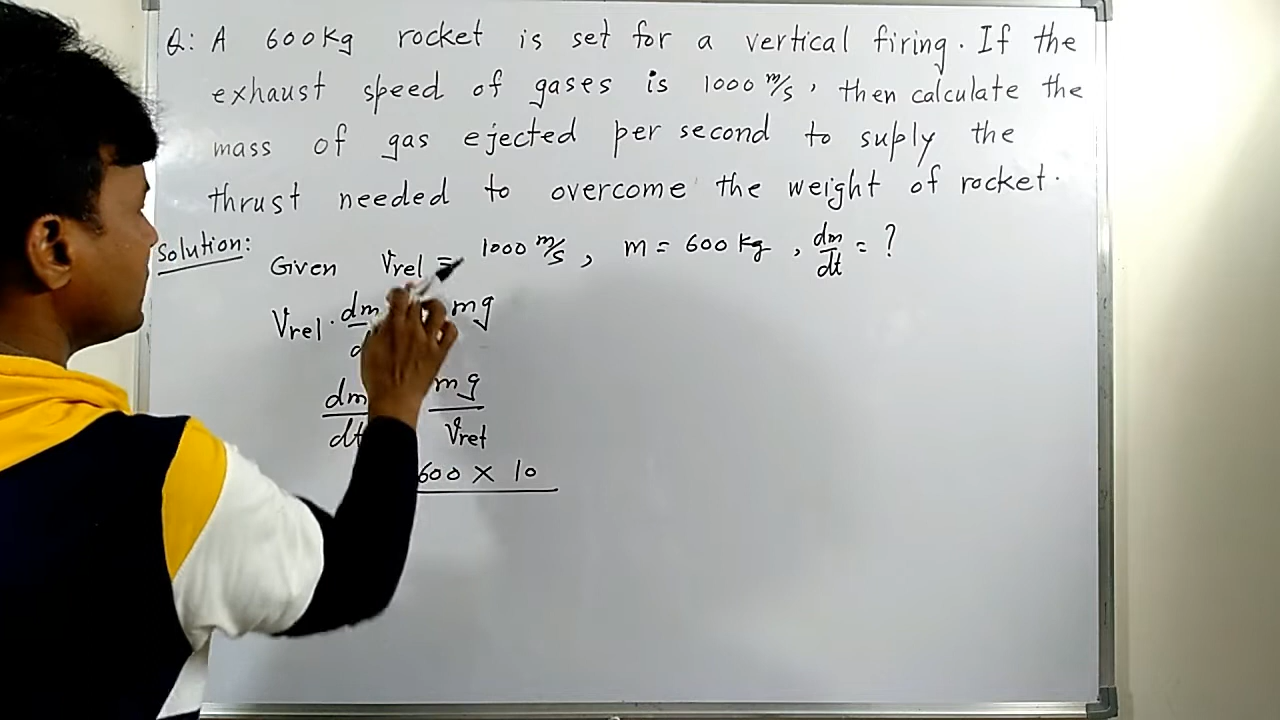 Q: A 600Kg rocket is set for a vertical firing. If the
exhaust speed of gases is 1000 m/s, then calculate the
mass of gas ejected per second to suply the
thrust needed to overcome the weight of rocket.
Solution:
Given Vrel = 1000 m/s, m = 600 Kg, dm/dt = ?
Vrel . dm mg
dm/dt mg/Vrel
600 × 10